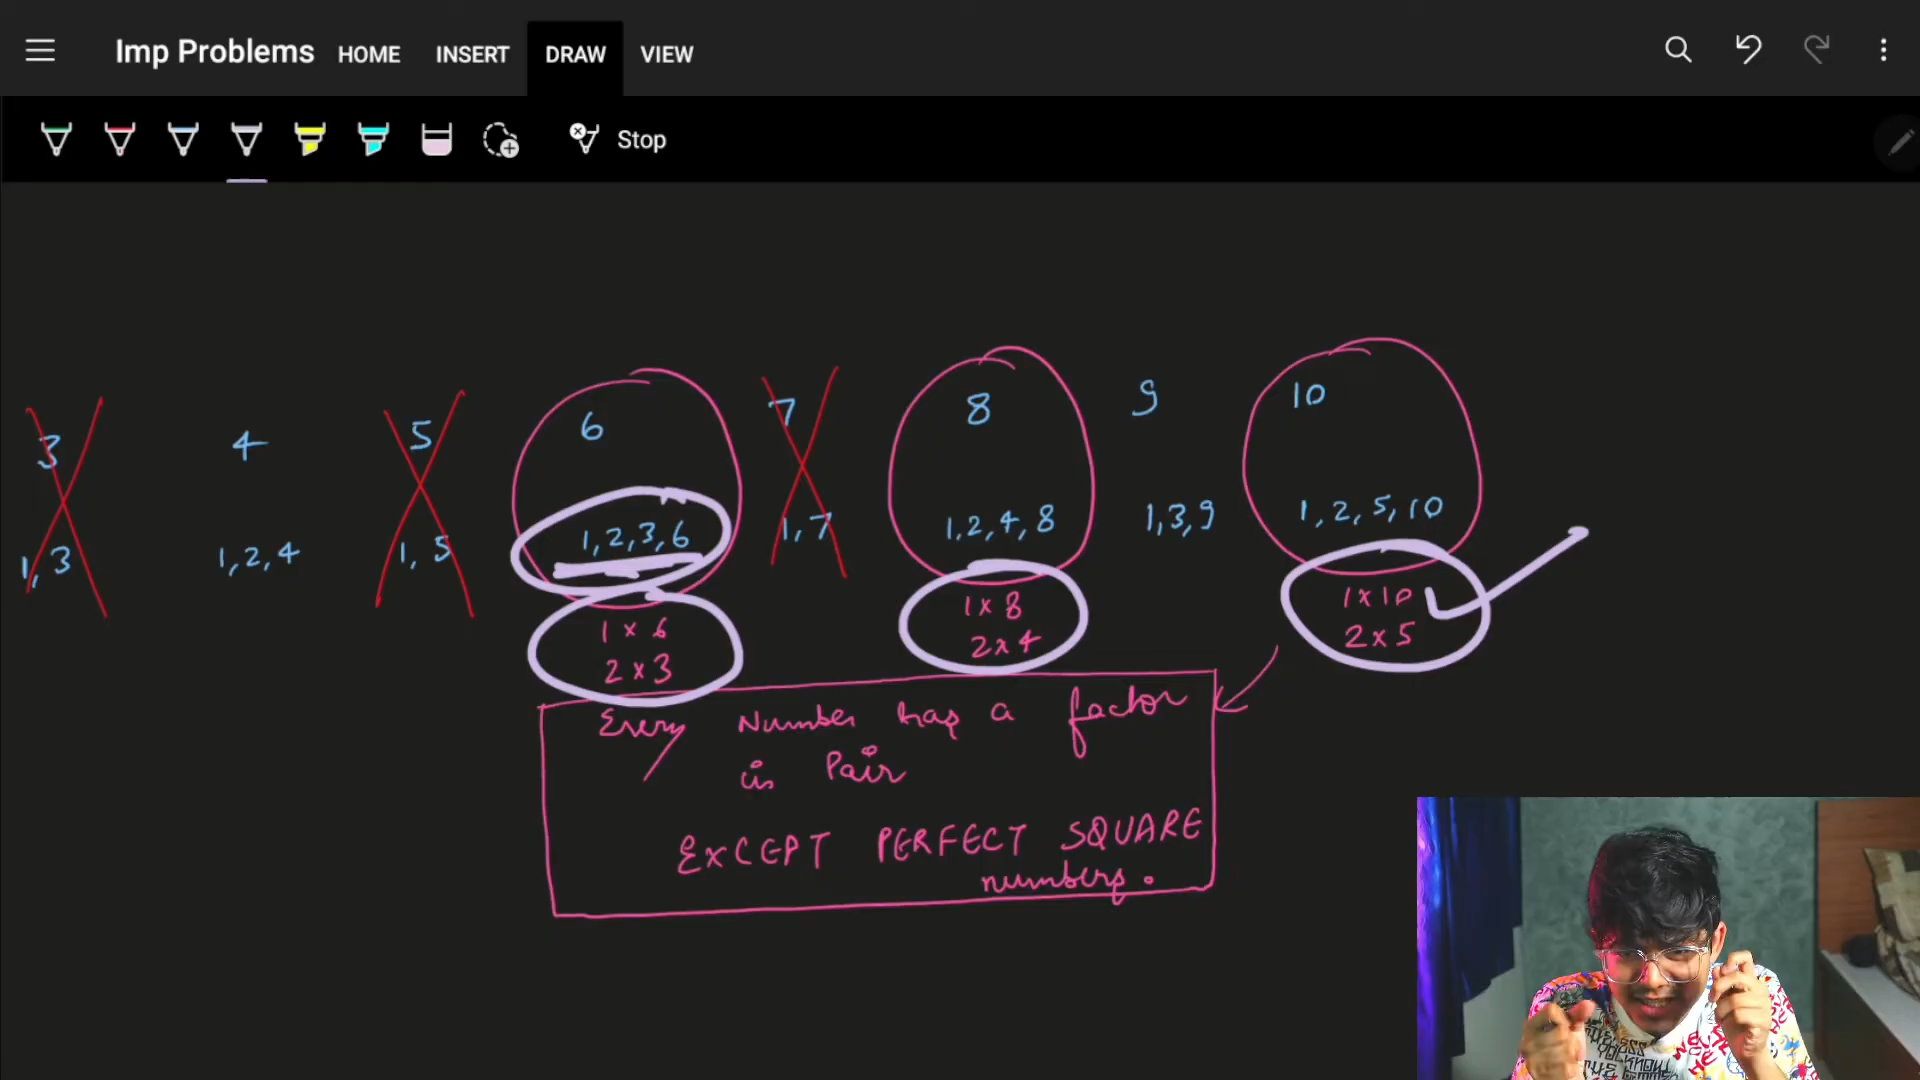 Imp Problems HOME INSERT DRAW VIEW
Stop
3 4 5 6 7 8 9 10
1, 3 1, 2, 4 1, 5 1, 2, 3, 6 1, 7 1, 2, 4, 8 1, 3, 9 1, 2, 5, 10
1 x 6 1 x 8 1 x 10
2 x 3 2 x 4 2 x 5
Every Number has a factor
is Pair
EXCEPT PERFECT SQUARE
numbers.